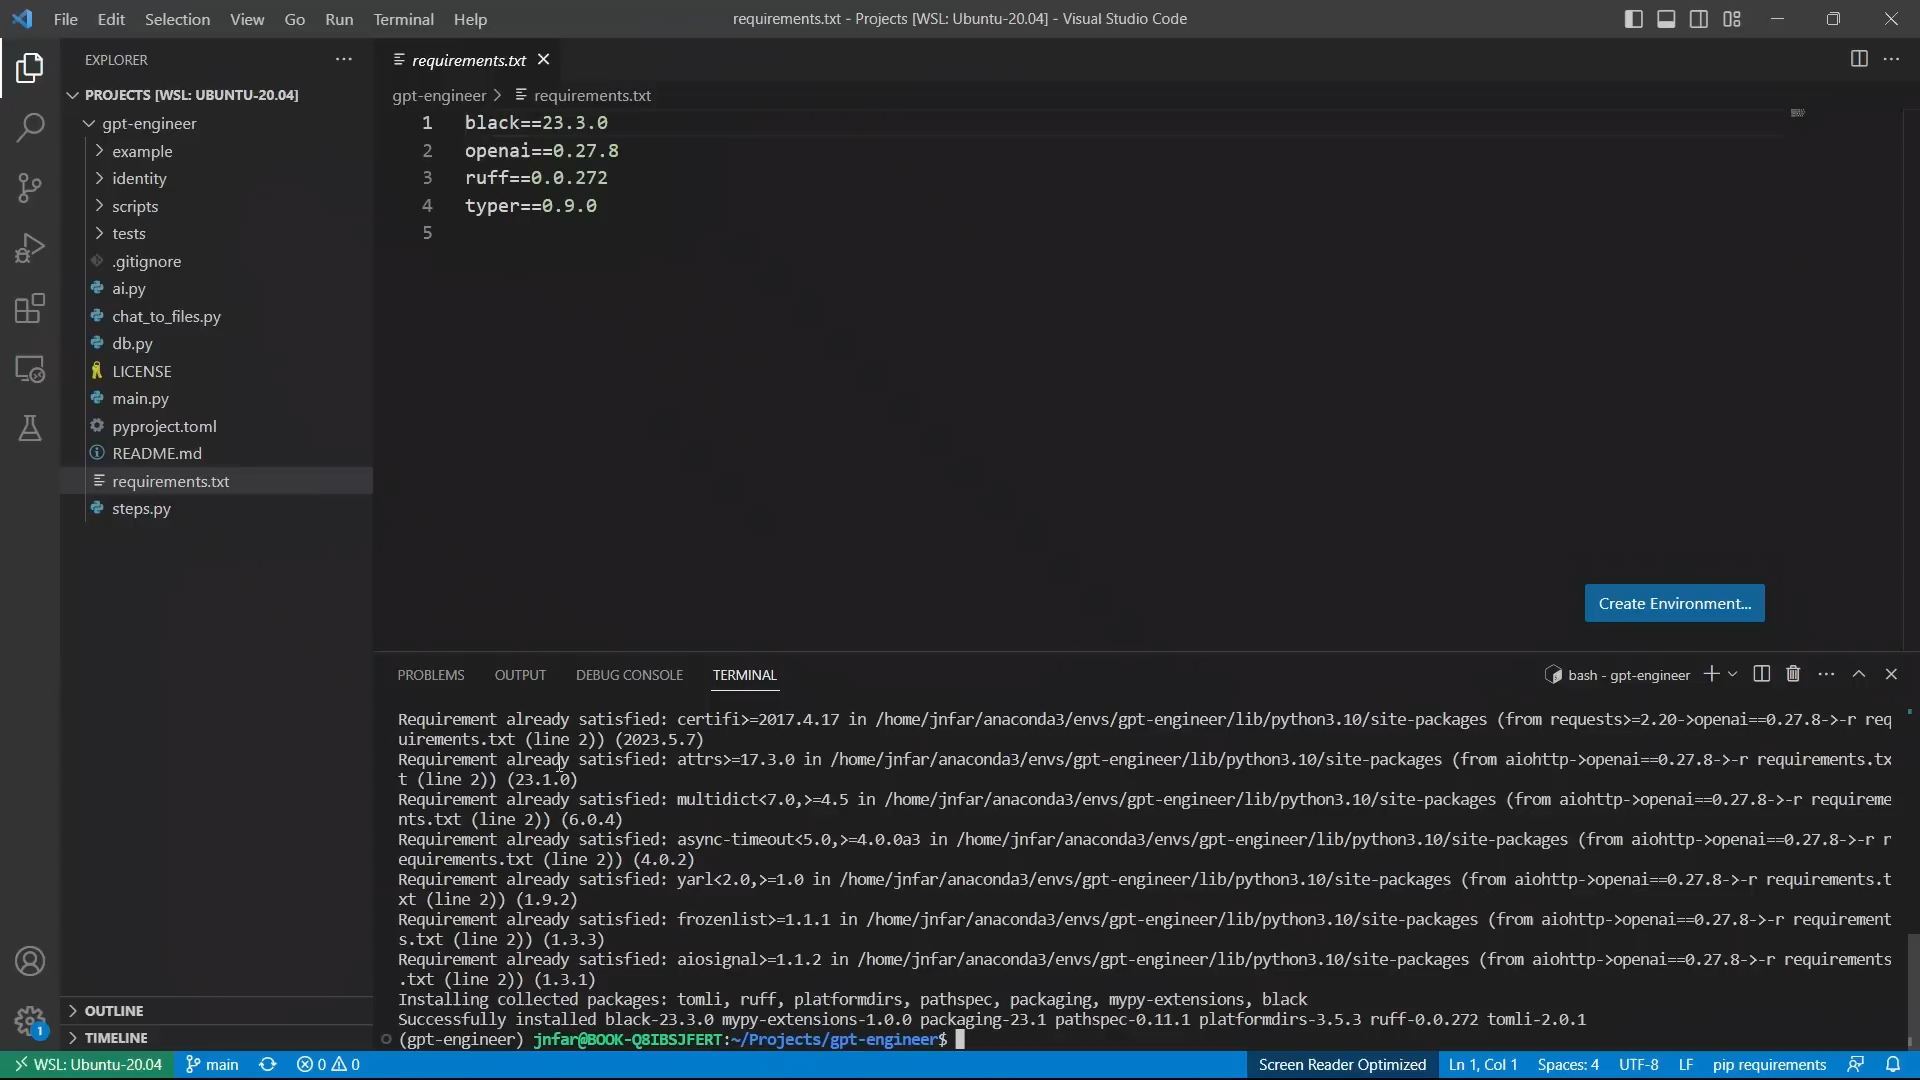 File Edit Selection View Go Run Terminal Help
requirements.txt - Projects [WSL: Ubuntu-20.04] - Visual Studio Code
EXPLORER
PROJECTS [WSL: UBUNTU-20.04]
gpt-engineer
example
identity
scripts
tests
.gitignore
ai.py
chat_to_files.py
db.py
LICENSE
main.py
pyproject.toml
README.md
requirements.txt
steps.py
OUTLINE
TIMELINE
1
requirements.txt
gpt-engineer > requirements.txt
1 black==23.3.0
2 openai==0.27.8
3 ruff==0.0.272
4 typer==0.9.0
5
Create Environment...
PROBLEMS OUTPUT DEBUG CONSOLE TERMINAL
bash - gpt-engineer
Requirement already satisfied: certifi>=2017.4.17 in /home/jnfar/anaconda3/envs/gpt-engineer/lib/python3.10/site-packages (from requests>=2.20->openai==0.27.8->-r req
uirements.txt (line 2)) (2023.5.7)
Requirement already satisfied: attrs>=17.3.0 in /home/jnfar/anaconda3/envs/gpt-engineer/lib/python3.10/site-packages (from aiohttp->openai==0.27.8->-r requirements.tx
t (line 2)) (23.1.0)
Requirement already satisfied: multidict<7.0,>=4.5 in /home/jnfar/anaconda3/envs/gpt-engineer/lib/python3.10/site-packages (from aiohttp->openai==0.27.8->-r requireme
nts.txt (line 2)) (6.0.4)
Requirement already satisfied: async-timeout<5.0,>=4.0.0a3 in /home/jnfar/anaconda3/envs/gpt-engineer/lib/python3.10/site-packages (from aiohttp->openai==0.27.8->-r r
equirements.txt (line 2)) (4.0.2)
Requirement already satisfied: yarl<2.0,>=1.0 in /home/jnfar/anaconda3/envs/gpt-engineer/lib/python3.10/site-packages (from aiohttp->openai==0.27.8->-r requirements.t
xt (line 2)) (1.9.2)
Requirement already satisfied: frozenlist>=1.1.1 in /home/jnfar/anaconda3/envs/gpt-engineer/lib/python3.10/site-packages (from aiohttp->openai==0.27.8->-r requirement
s.txt (line 2)) (1.3.3)
Requirement already satisfied: aiosignal>=1.1.2 in /home/jnfar/anaconda3/envs/gpt-engineer/lib/python3.10/site-packages (from aiohttp->openai==0.27.8->-r requirements
.txt (line 2)) (1.3.1)
Installing collected packages: tomli, ruff, platformdirs, pathspec, packaging, mypy-extensions, black
Successfully installed black-23.3.0 mypy-extensions-1.0.0 packaging-23.1 pathspec-0.11.1 platformdirs-3.5.3 ruff-0.0.272 tomli-2.0.1
(gpt-engineer) jnfar@BOOK-Q8IBSJFERT:~/Projects/gpt-engineer$
WSL: Ubuntu-20.04 main 0 0 Screen Reader Optimized Ln 1, Col 1 Spaces: 4 UTF-8 LF pip requirements